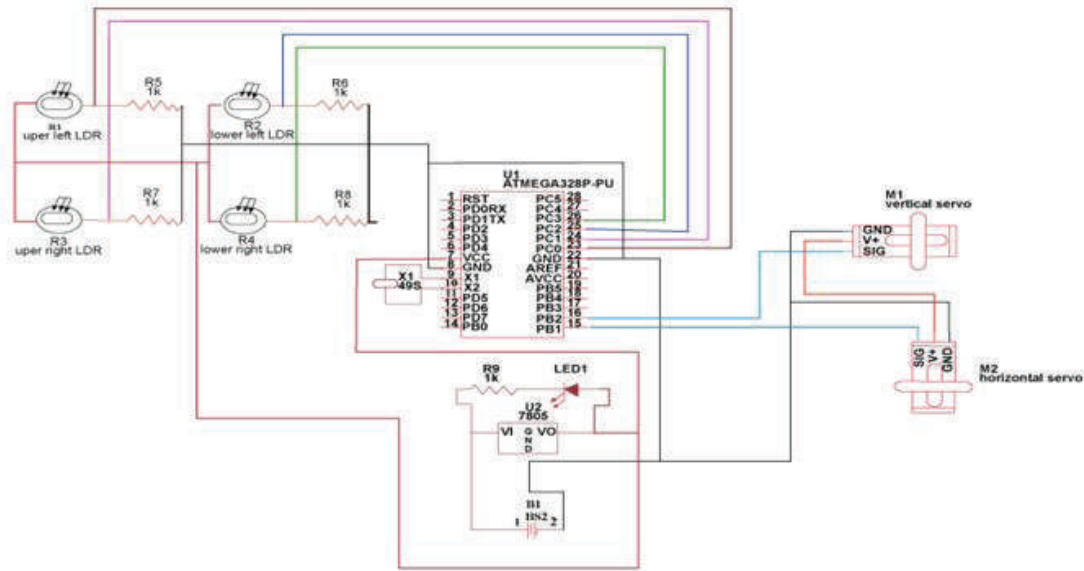 R5
1k
R6
1k
R1
uper left LDR
R2
lower left LDR
R7
1k
R8
1k
R3
uper right LDR
R4
lower right LDR
U1
ATMEGA328P-PU
1 RST PC5 28
2 PD0RX PC4 27
3 PD1TX PC3 26
4 PD2 PC2 25
5 PD3 PC1 24
6 PD4 PC0 23
7 VCC GND 22
8 GND AREF 21
9 X1 AVCC 20
10 X2 PB5 19
11 PD5 PB4 18
12 PD6 PB3 17
13 PD7 PB2 16
14 PB0 PB1 15
X1
49S
M1
vertical servo
GND
V+
SIG
SIG
V+
GND
M2
horizontal servo
R9
1k
LED1
U2
7805
VI GND VO
B1
1 BS2 2